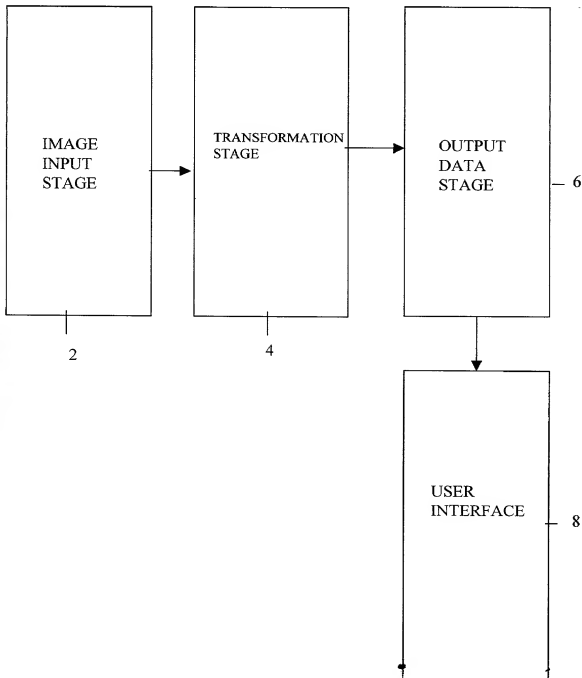 IMAGE
INPUT
STAGE
TRANSFORMATION
STAGE
OUTPUT
DATA
STAGE
6
2
4
USER
INTERFACE
8